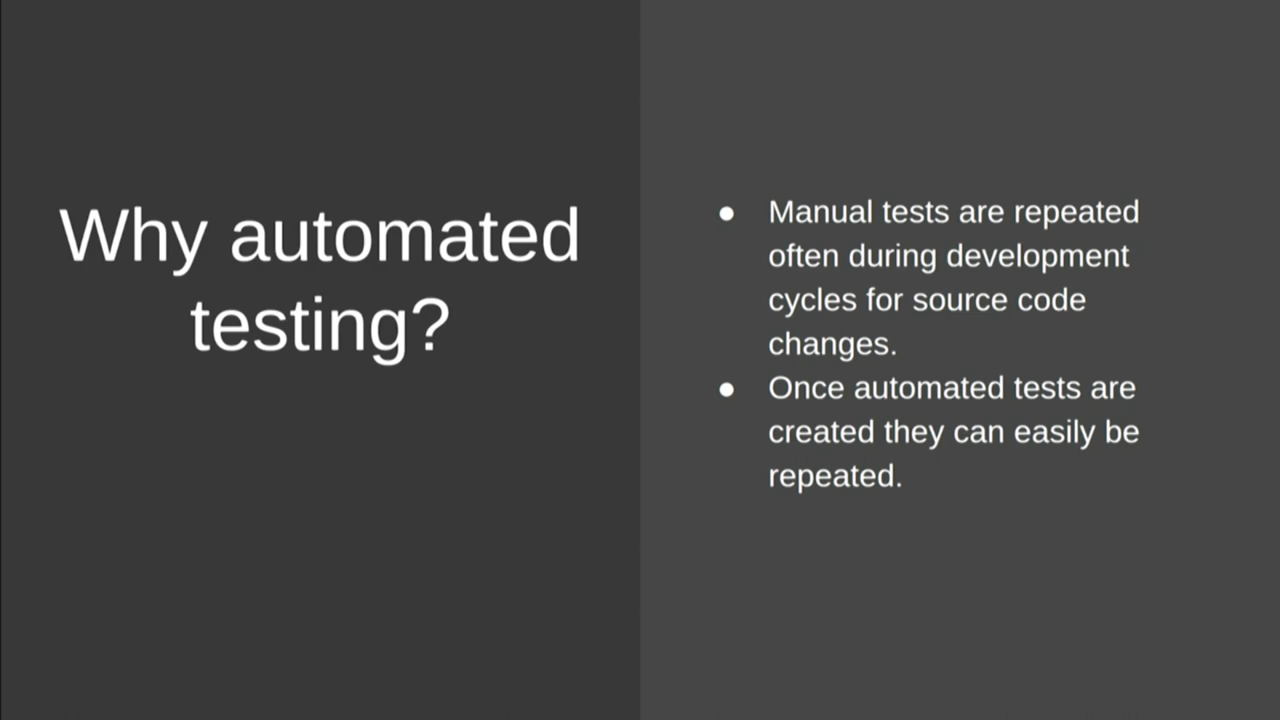 Why automated
testing?
● Manual tests are repeated
often during development
cycles for source code
changes.
● Once automated tests are
created they can easily be
repeated.